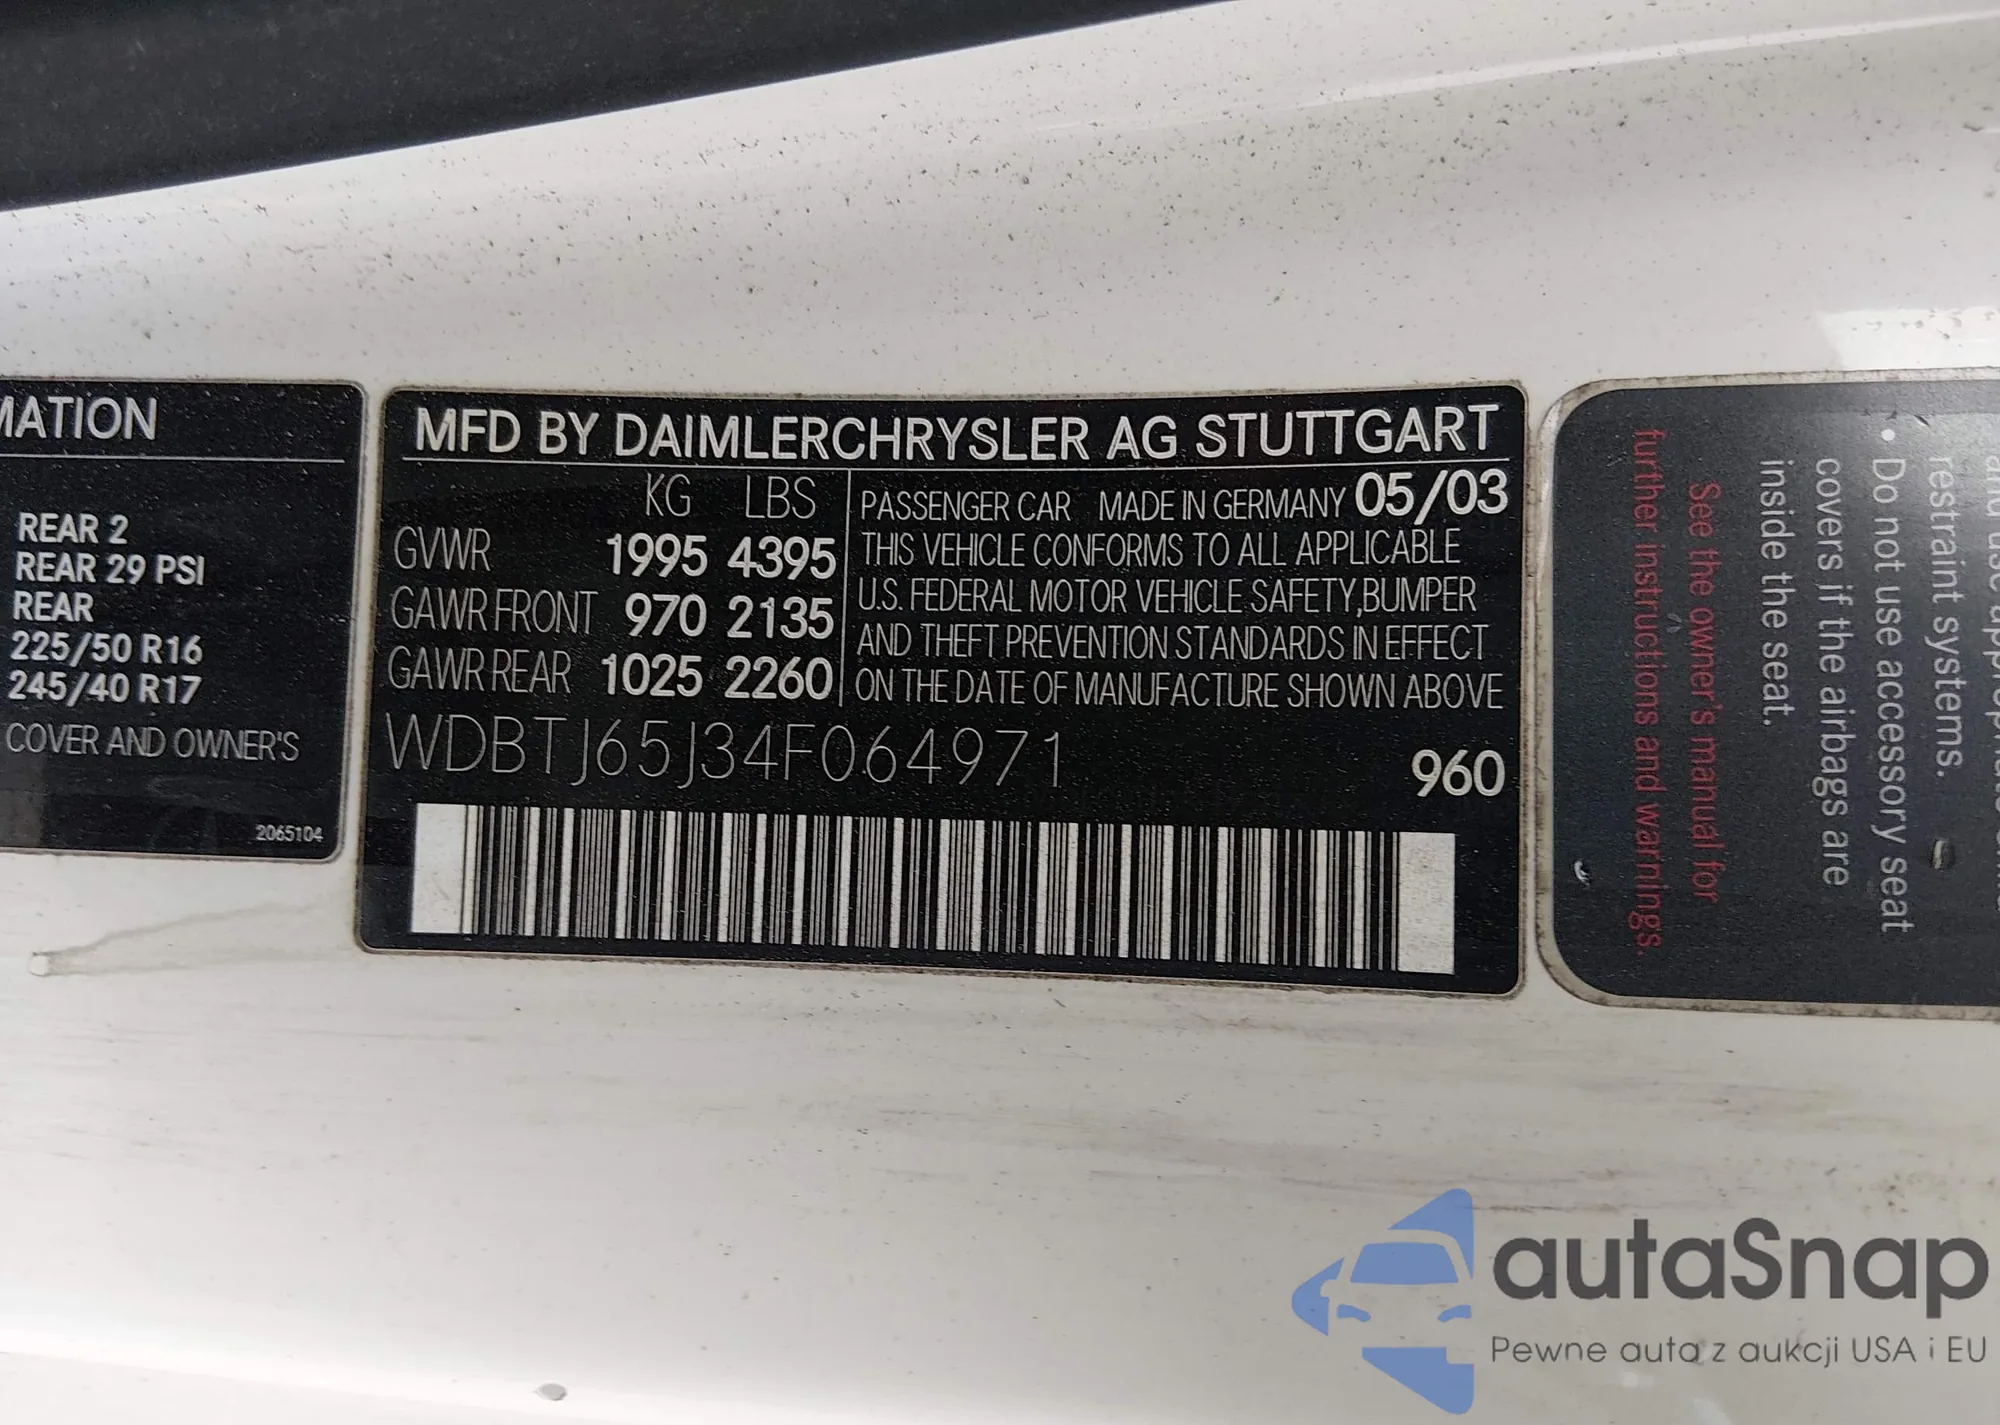 MATION
REAR 2
REAR 29 PSI
REAR
225/50 R16
245/40 R17
COVER AND OWNER'S
2065104
MFD BY DAIMLERCHRYSLER AG STUTTGART
KG LBS
GVWR 1995 4395
GAWR FRONT 970 2135
GAWR REAR 1025 2260
PASSENGER CAR MADE IN GERMANY 05/03
THIS VEHICLE CONFORMS TO ALL APPLICABLE
U.S. FEDERAL MOTOR VEHICLE SAFETY,BUMPER
AND THEFT PREVENTION STANDARDS IN EFFECT
ON THE DATE OF MANUFACTURE SHOWN ABOVE
WDBTJ65J34F064971
960
restraint systems.
• Do not use accessory seat
covers if the airbags are
inside the seat.
See the owner's manual for
further instructions and warnings.
autaSnap
Pewne auta z aukcji USA i EU